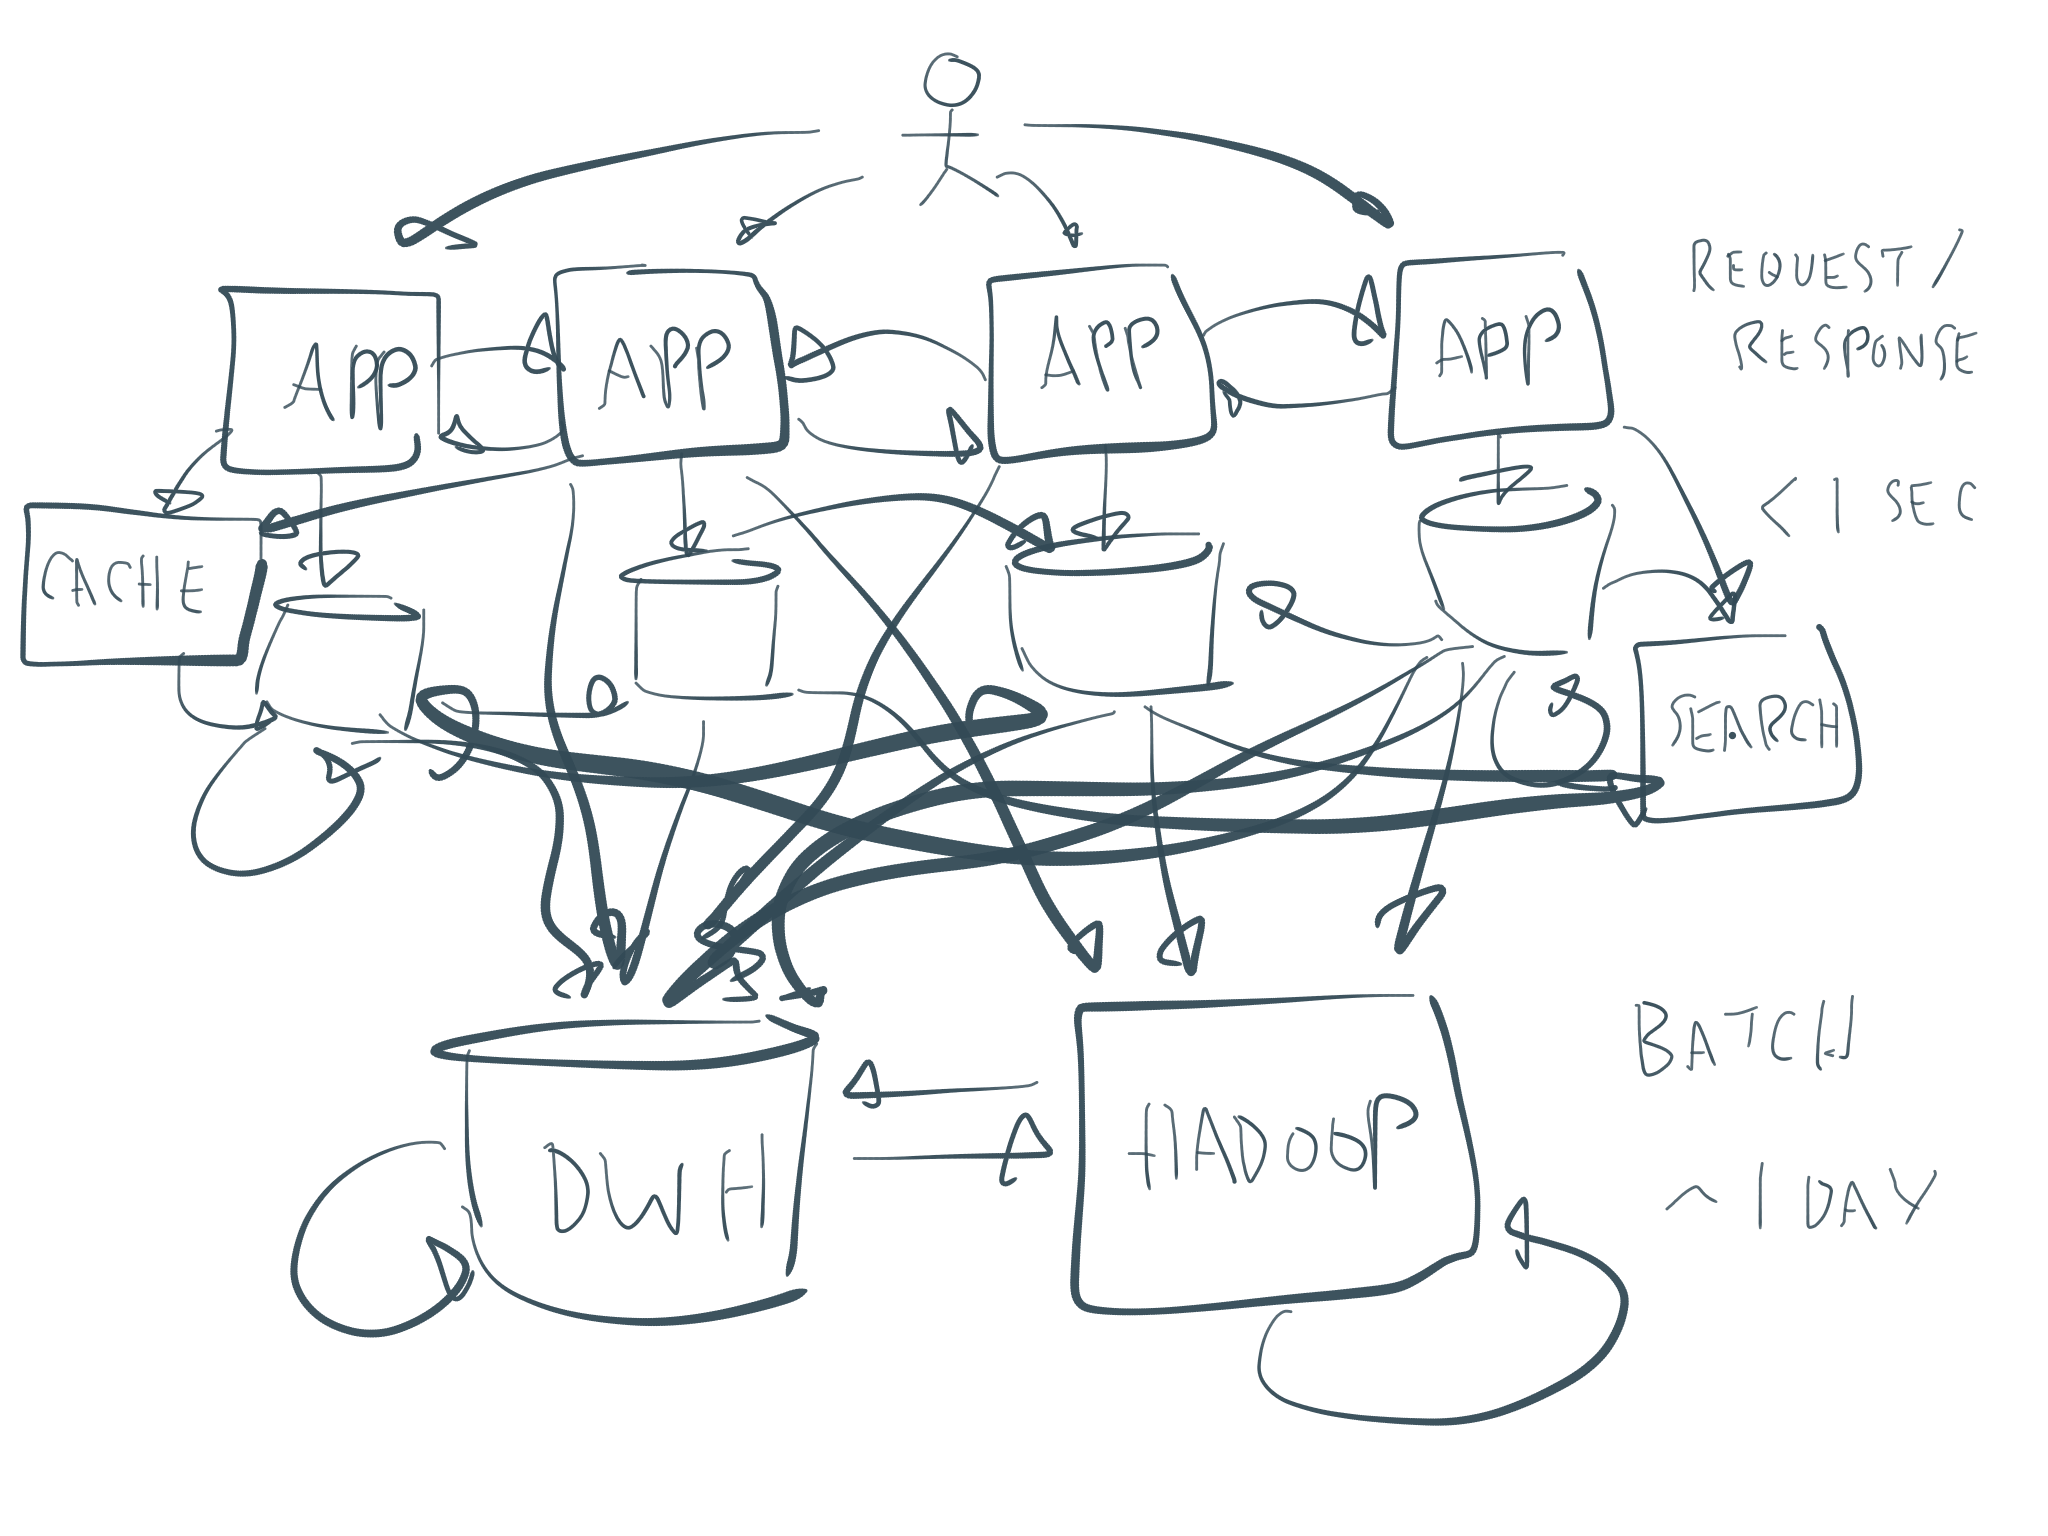 APP
APP
APP
APP
REQUEST /
RESPONSE
< 1 SEC
CACHE
SEARCH
DWH
HADOOP
BATCH
~ 1 DAY